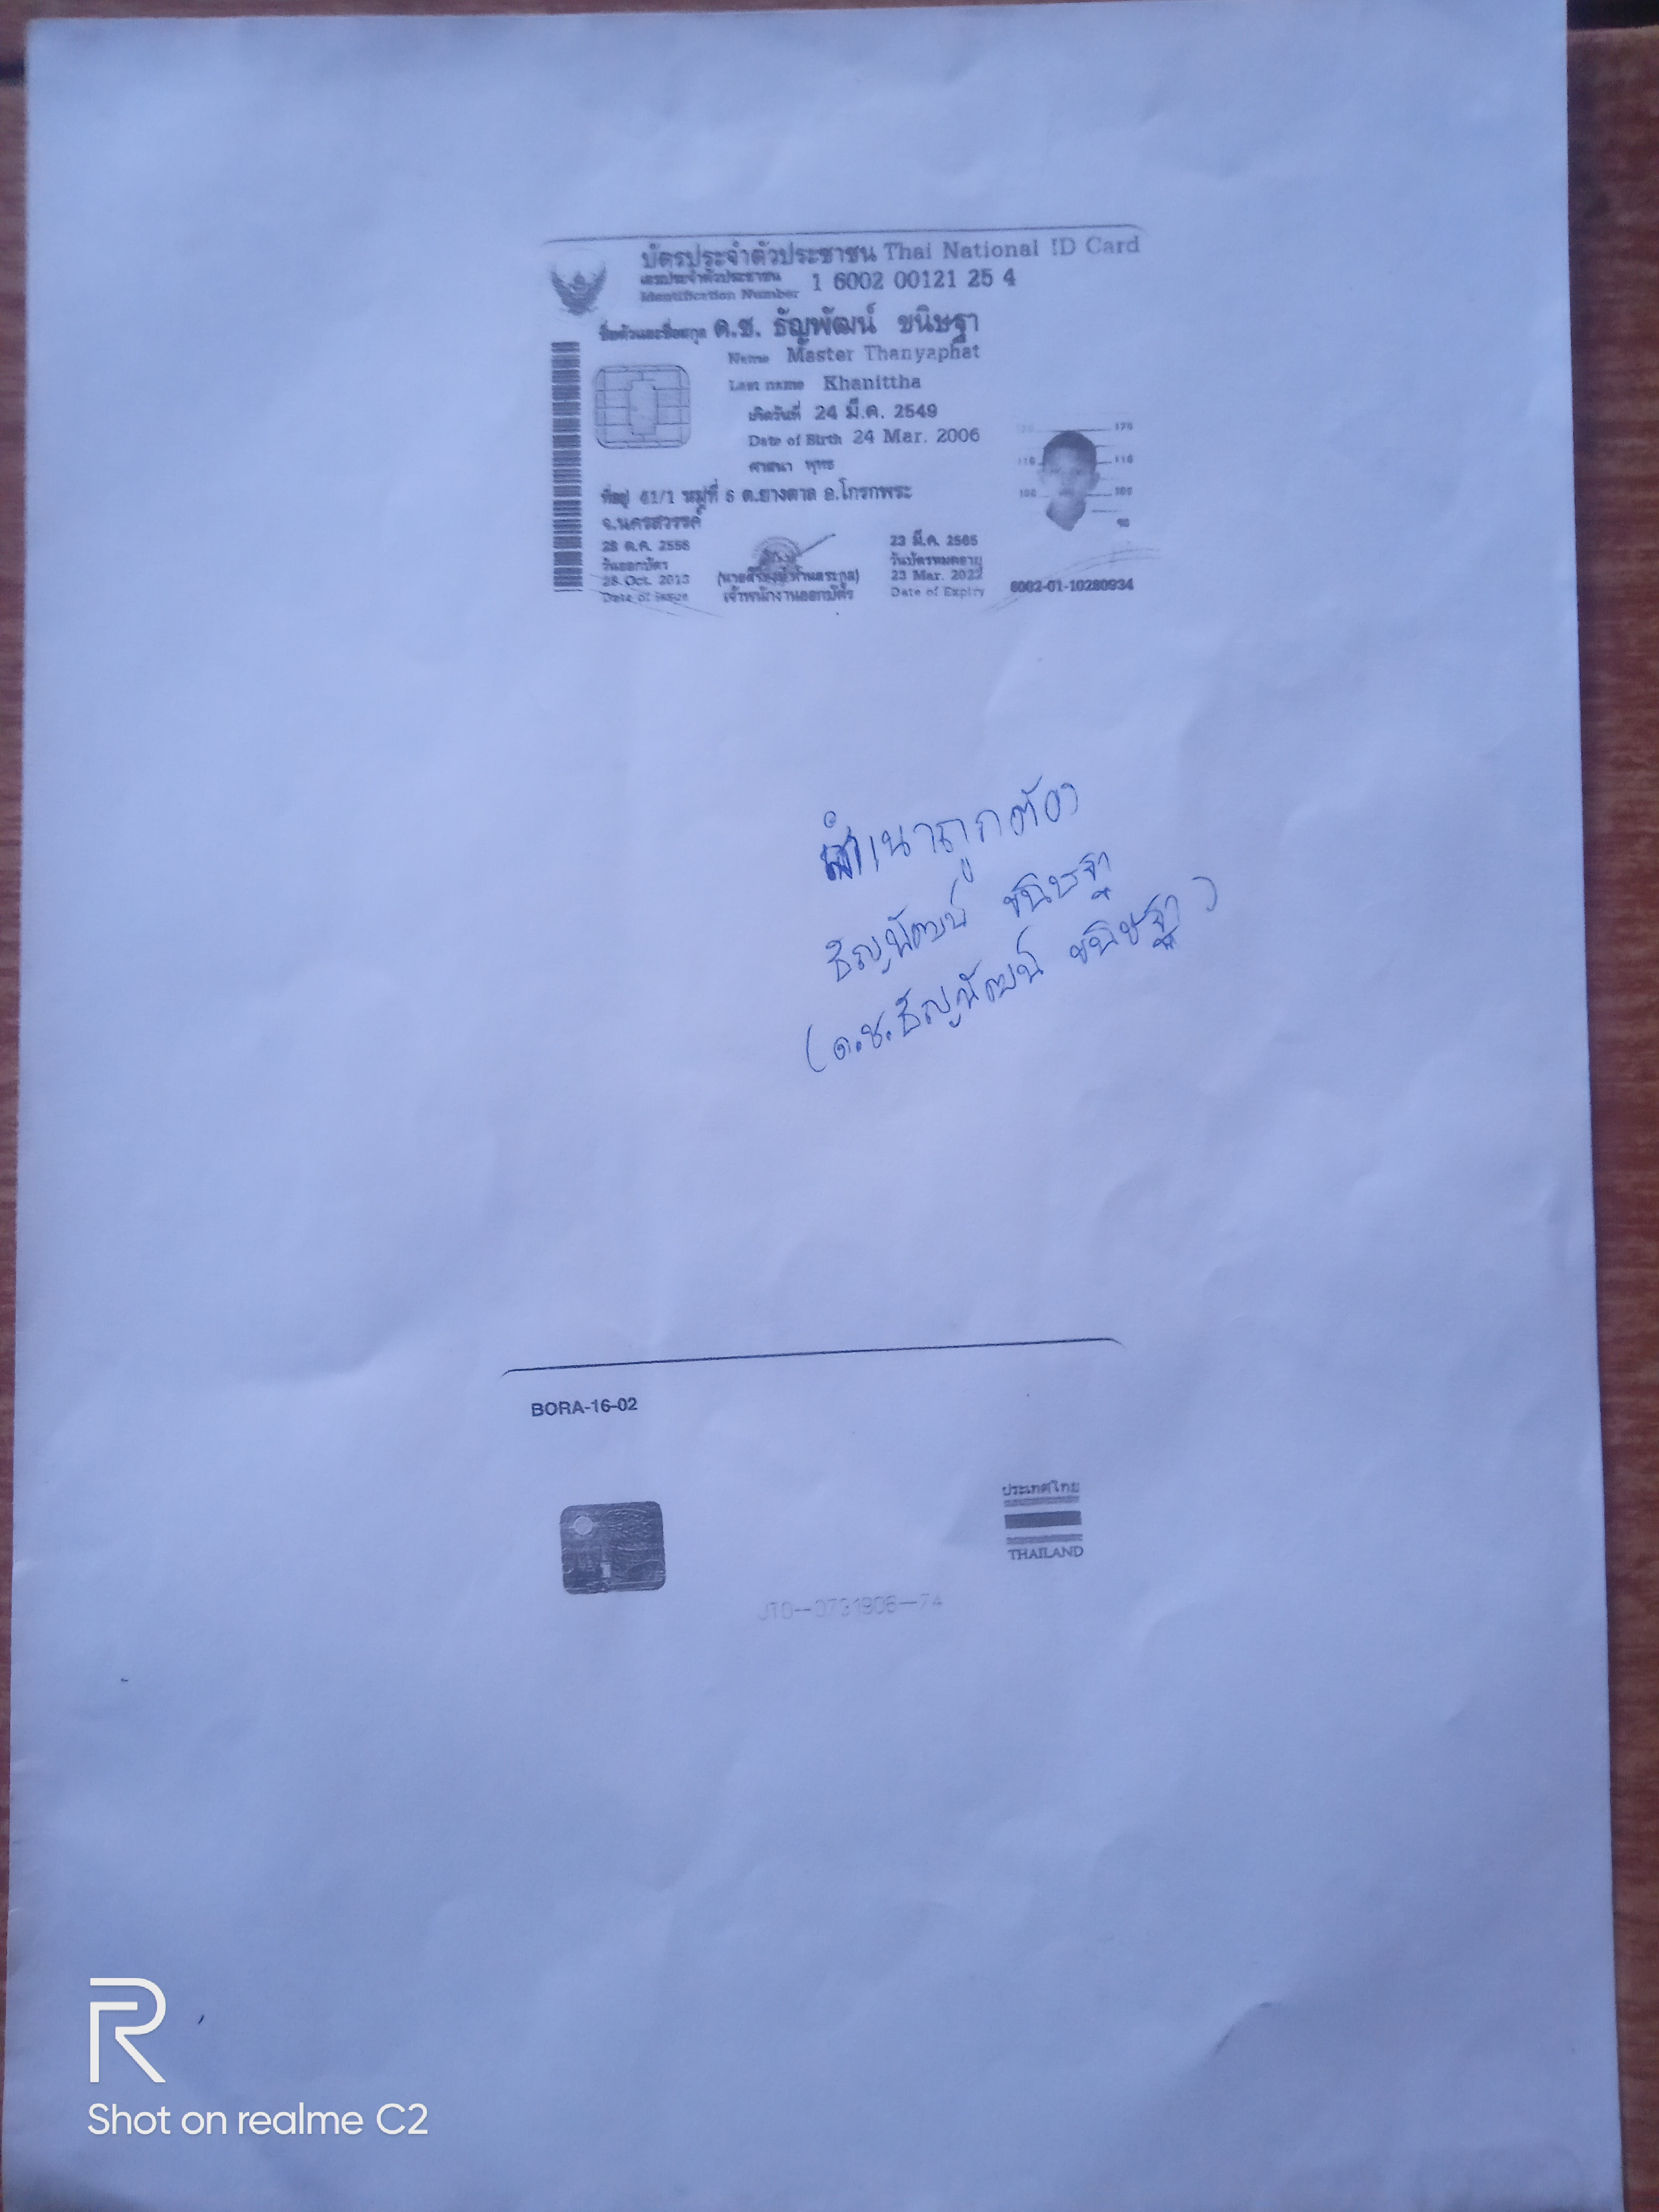 บัตรประจำตัวประชาชน Thai National ID Card
เลขประจำตัวประชาชน
Identification Number 1 6002 00121 25 4
ชื่อตัวและชื่อสกุล ด.ช. ธัญพัฒน์ ขนิษฐา
Name Master Thanyaphat
Last name Khanittha
เกิดวันที่ 24 มี.ค. 2549
Date of Birth 24 Mar. 2006
ศาสนา พุทธ
ที่อยู่ 41/1 หมู่ที่ 6 ต.ยางตาล อ.โกรกพระ
จ.นครสวรรค์
28 ต.ค. 2556
วันออกบัตร
28 Oct. 2013
Date of Issue
เจ้าพนักงานออกบัตร
23 มี.ค. 2565
วันบัตรหมดอายุ
23 Mar. 2022
Date of Expiry
6002-01-10280934
สำเนาถูกต้อง
ธัญพัฒน์ ขนิษฐา
(ด.ช.ธัญพัฒน์ ขนิษฐา)
BORA-16-02
ประเทศไทย
THAILAND
Shot on realme C2